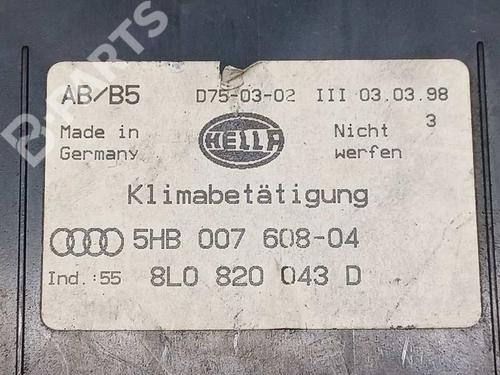 B-PARTS
AB/B5 D75-03-02 III 03.03.98
Made in Germany
HELLA
Nicht werfen
3
Klimabetätigung
5HB 007 608-04
Ind.:55 8L0 820 043 D